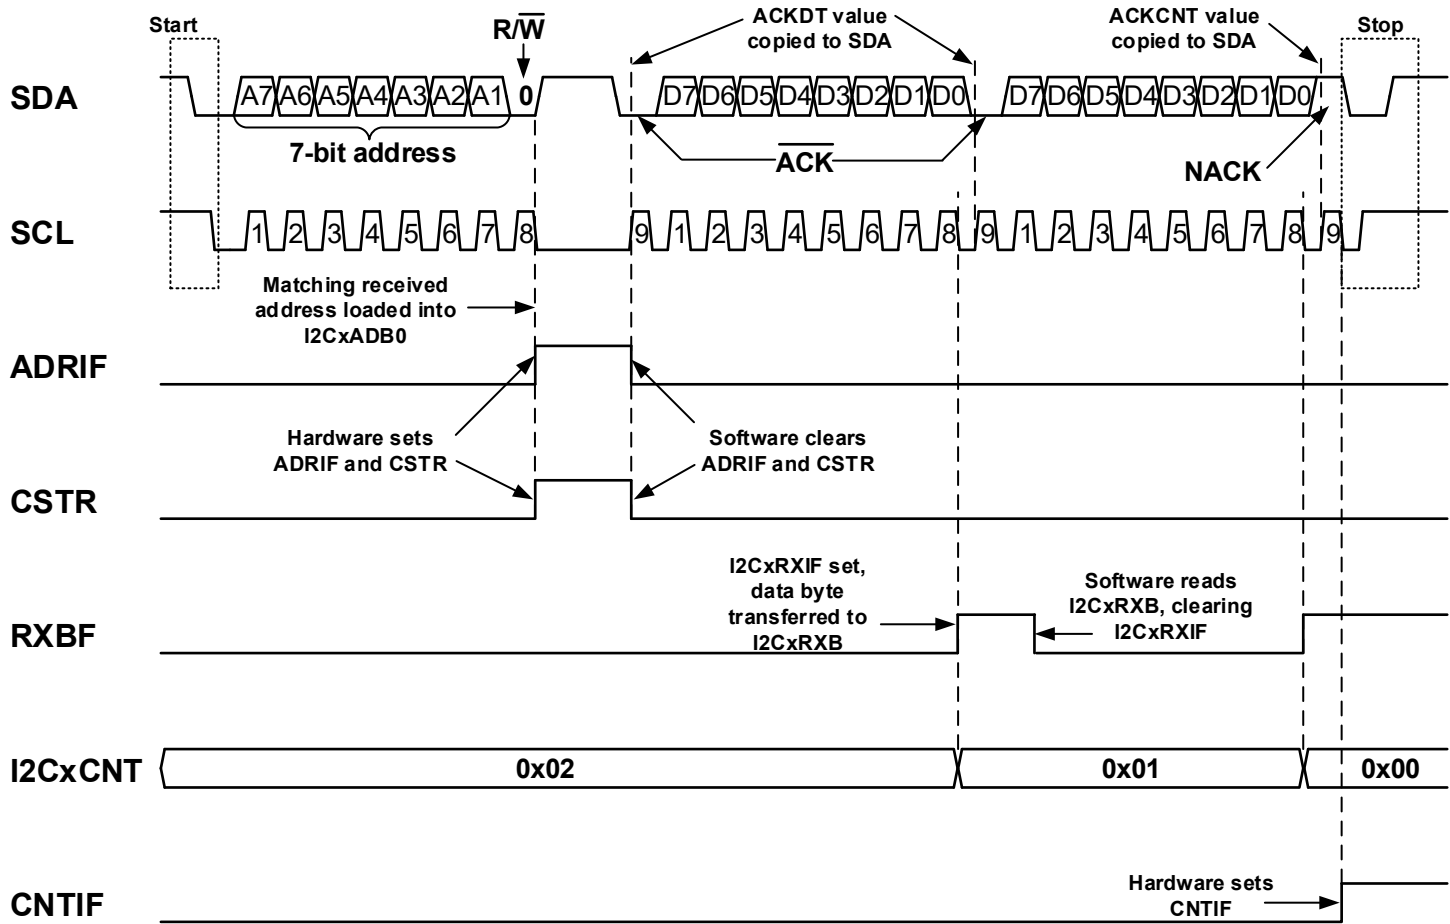 Start
R/W
ACKDT value
copied to SDA
ACKCNT value
copied to SDA
Stop
SDA
A7 A6 A5 A4 A3 A2 A1 0
D7 D6 D5 D4 D3 D2 D1 D0
D7 D6 D5 D4 D3 D2 D1 D0
7-bit address
ACK
NACK
SCL
1 2 3 4 5 6 7 8 9 1 2 3 4 5 6 7 8 9 1 2 3 4 5 6 7 8 9
Matching received
address loaded into
I2CxADB0
ADRIF
Hardware sets
ADRIF and CSTR
Software clears
ADRIF and CSTR
CSTR
I2CxRXIF set,
data byte
transferred to
I2CxRXB
Software reads
I2CxRXB, clearing
I2CxRXIF
RXBF
I2CxCNT
0x02
0x01
0x00
Hardware sets
CNTIF
CNTIF